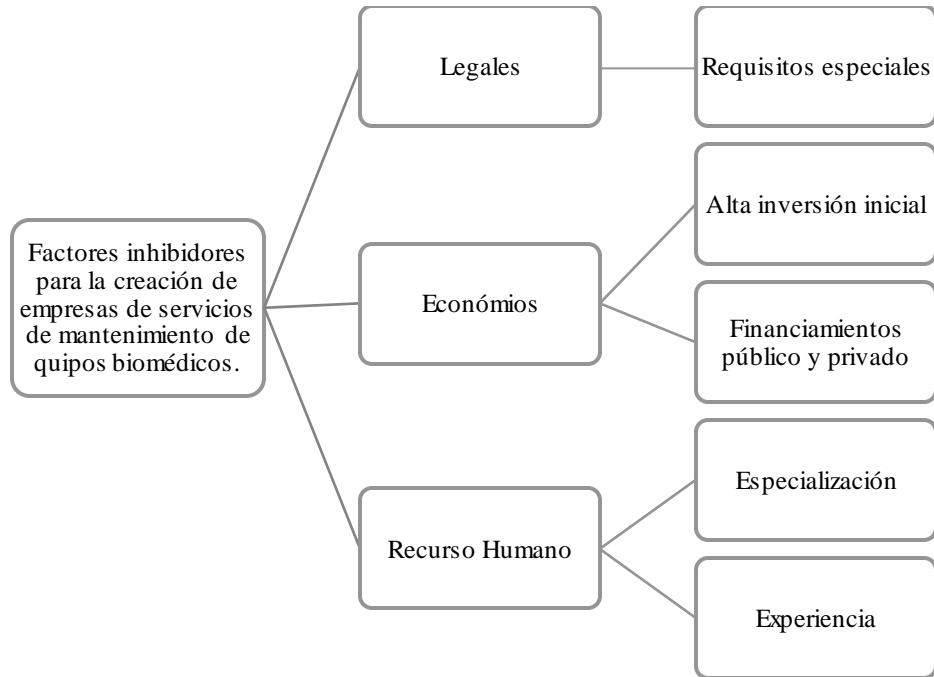 Factores inhibidores
para la creación de
empresas de servicios
de mantenimiento de
quipos biomédicos.
Legales
Requisitos especiales
Económios
Alta inversión inicial
Financiamientos
público y privado
Recurso Humano
Especialización
Experiencia